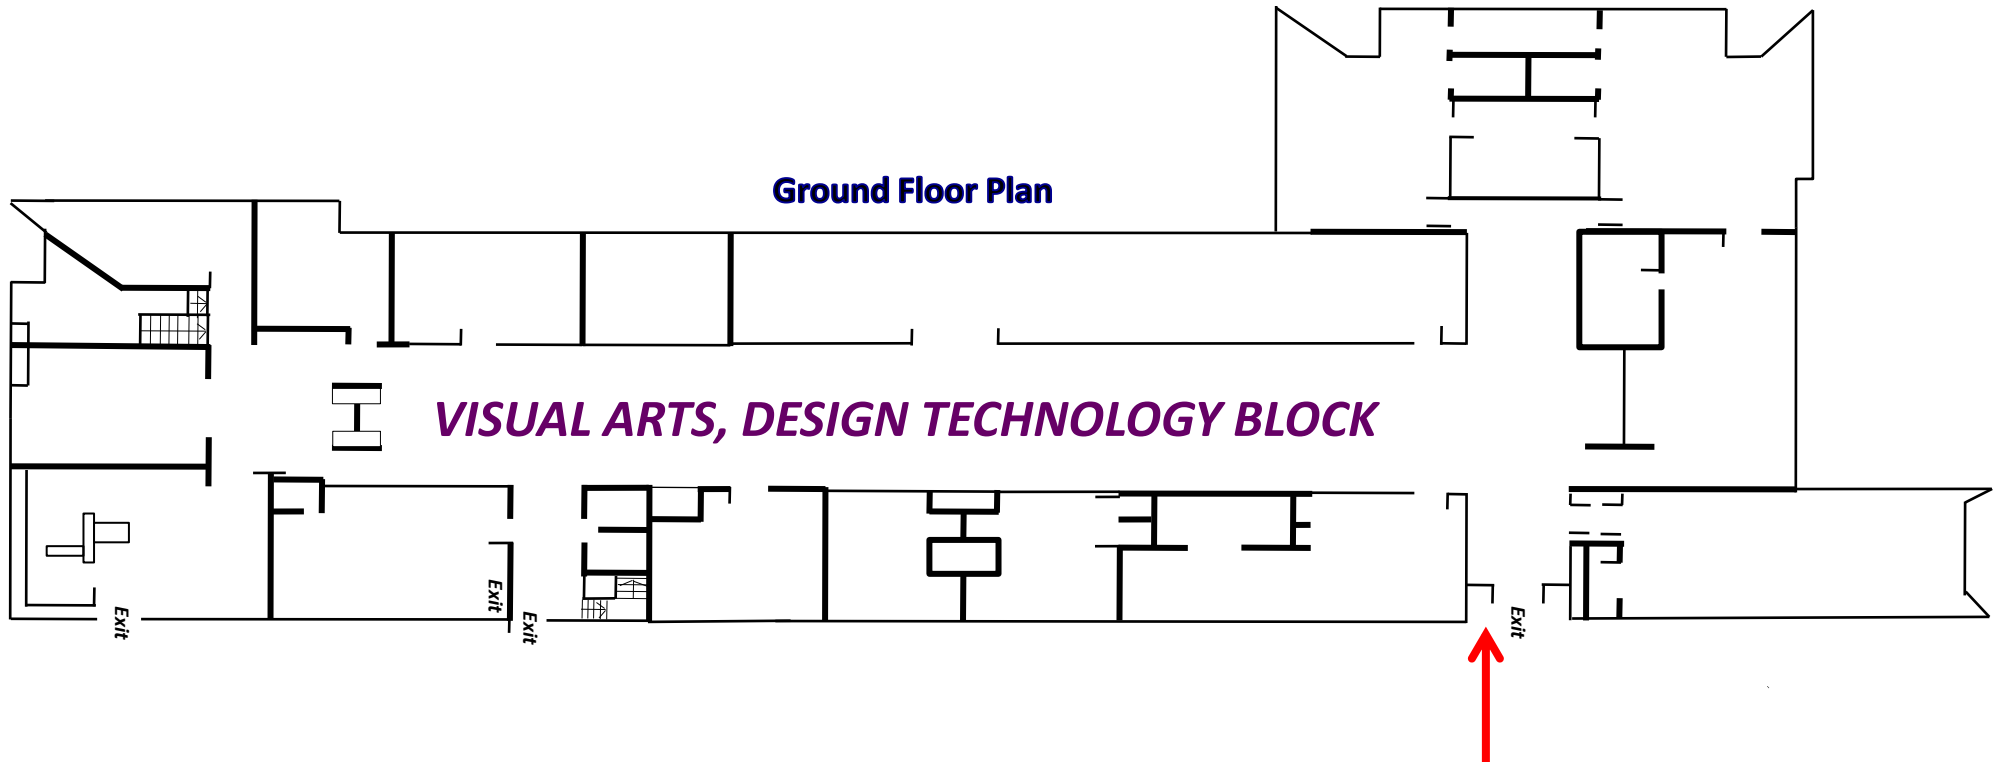 Ground Floor Plan
VISUAL ARTS, DESIGN TECHNOLOGY BLOCK
Exit
Exit
Exit
Exit